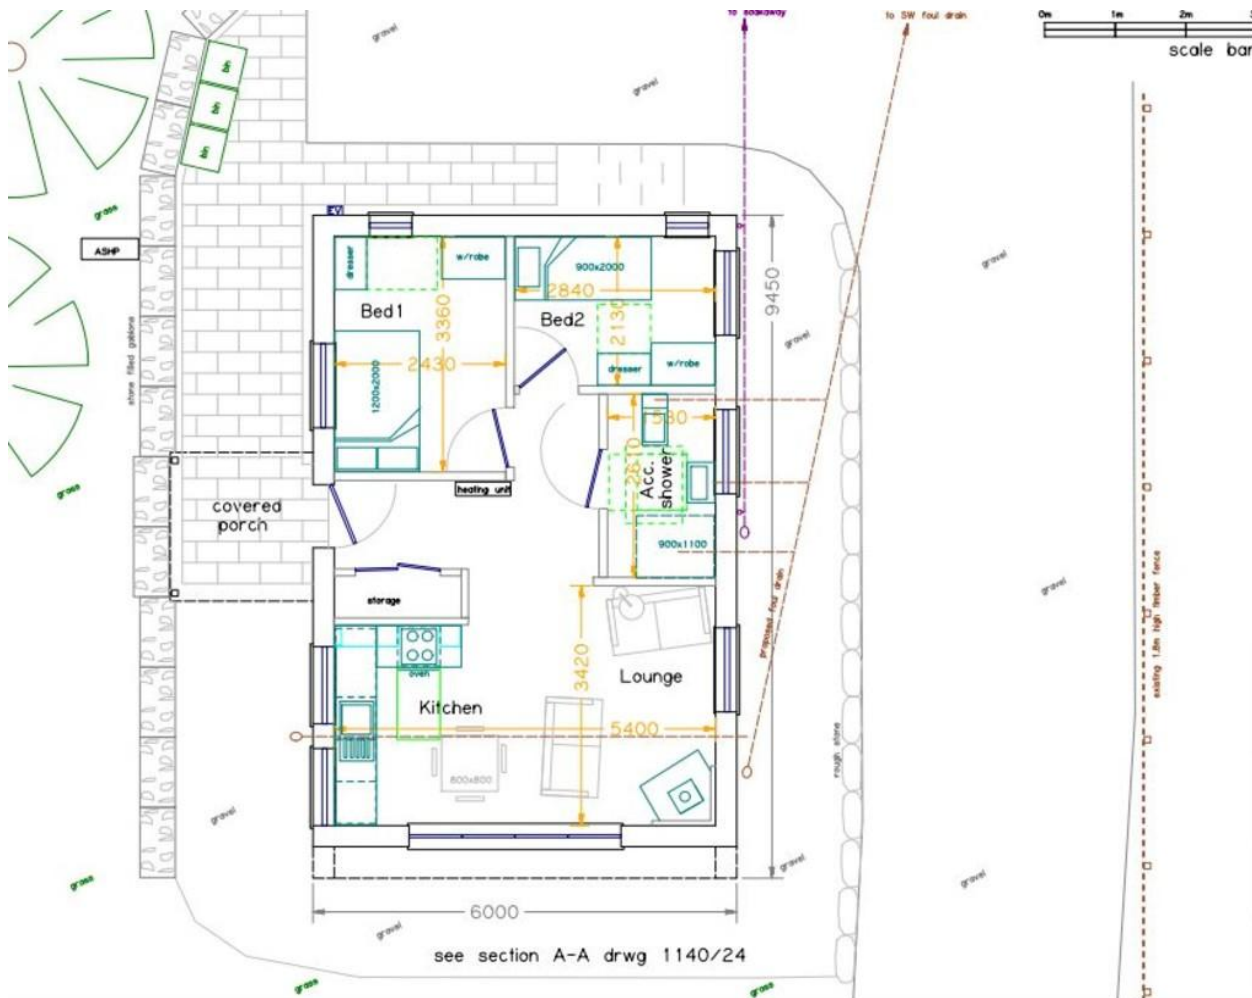 to soakaway
to SW foul drain
0m
1m
2m
scale bar
gravel
gravel
bin
bin
bin
grass
ASHP
EV
dresser
w/robe
900x2000
2840
Bed1
3360
Bed2
2130
2430
dresser
w/robe
1200x2000
9450
gravel
gravel
stone filled gabions
grass
covered
porch
heating unit
1530
2610
Acc.
shower
900x1100
storage
gravel
proposed foul drain
existing 1.8m high timber fence
oven
3420
Lounge
Kitchen
5400
800x800
rough stone
gravel
grass
gravel
gravel
6000
gravel
see section A-A drwg 1140/24
grass
grass